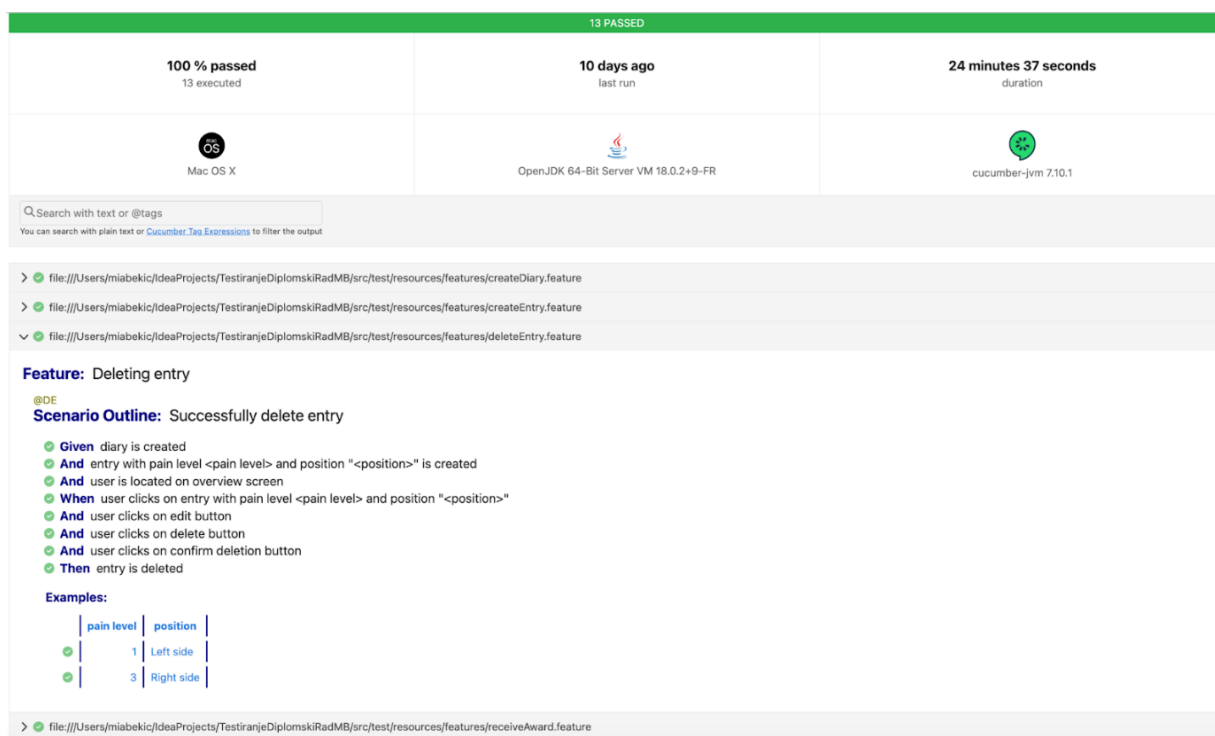 13 PASSED
100 % passed
13 executed
10 days ago
last run
24 minutes 37 seconds
duration
mac
OS
Mac OS X
OpenJDK 64-Bit Server VM 18.0.2+9-FR
cucumber-jvm 7.10.1
Search with text or @tags
You can search with plain text or Cucumber Tag Expressions to filter the output
file:///Users/miabekic/IdeaProjects/TestiranjeDiplomskiRadMB/src/test/resources/features/createDiary.feature
file:///Users/miabekic/IdeaProjects/TestiranjeDiplomskiRadMB/src/test/resources/features/createEntry.feature
file:///Users/miabekic/IdeaProjects/TestiranjeDiplomskiRadMB/src/test/resources/features/deleteEntry.feature
Feature: Deleting entry
@DE
Scenario Outline: Successfully delete entry
Given diary is created
And entry with pain level <pain level> and position "<position>" is created
And user is located on overview screen
When user clicks on entry with pain level <pain level> and position "<position>"
And user clicks on edit button
And user clicks on delete button
And user clicks on confirm deletion button
Then entry is deleted
Examples:
pain level position
1 Left side
3 Right side
file:///Users/miabekic/IdeaProjects/TestiranjeDiplomskiRadMB/src/test/resources/features/receiveAward.feature